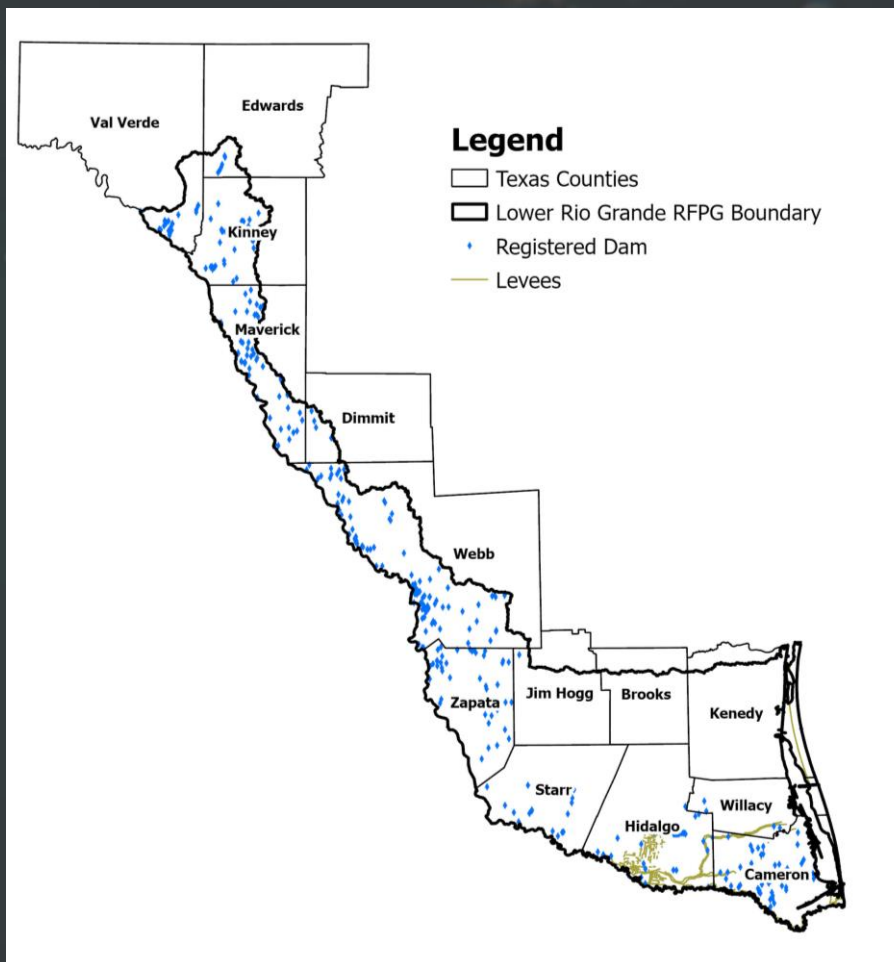 Edwards
Val Verde
Legend
Texas Counties
Lower Rio Grande RFPG Boundary
Registered Dam
Levees
Kinney
Maverick
Dimmit
Webb
Zapata
Jim Hogg
Brooks
Kenedy
Starr
Willacy
Hidalgo
Cameron